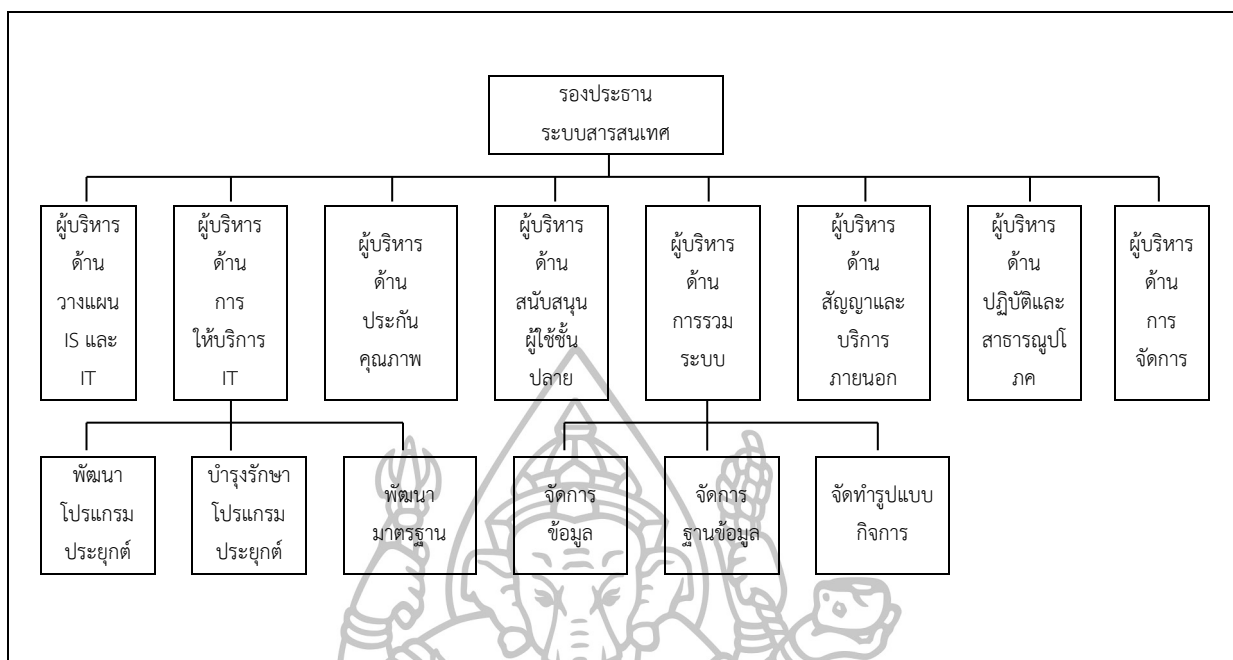 รองประธาน
ระบบสารสนเทศ
ผู้บริหาร
ด้าน
วางแผน
IS และ
IT
ผู้บริหาร
ด้าน
การ
ให้บริการ
IT
ผู้บริหาร
ด้าน
ประกัน
คุณภาพ
ผู้บริหาร
ด้าน
สนับสนุน
ผู้ใช้ชั้น
ปลาย
ผู้บริหาร
ด้าน
การรวม
ระบบ
ผู้บริหาร
ด้าน
สัญญาและ
บริการ
ภายนอก
ผู้บริหาร
ด้าน
ปฏิบัติและ
สาธารณูปโ
ภค
ผู้บริหาร
ด้าน
การ
จัดการ
พัฒนา
โปรแกรม
ประยุกต์
บำรุงรักษา
โปรแกรม
ประยุกต์
พัฒนา
มาตรฐาน
จัดการ
ข้อมูล
จัดการ
ฐานข้อมูล
จัดทำรูปแบบ
กิจการ